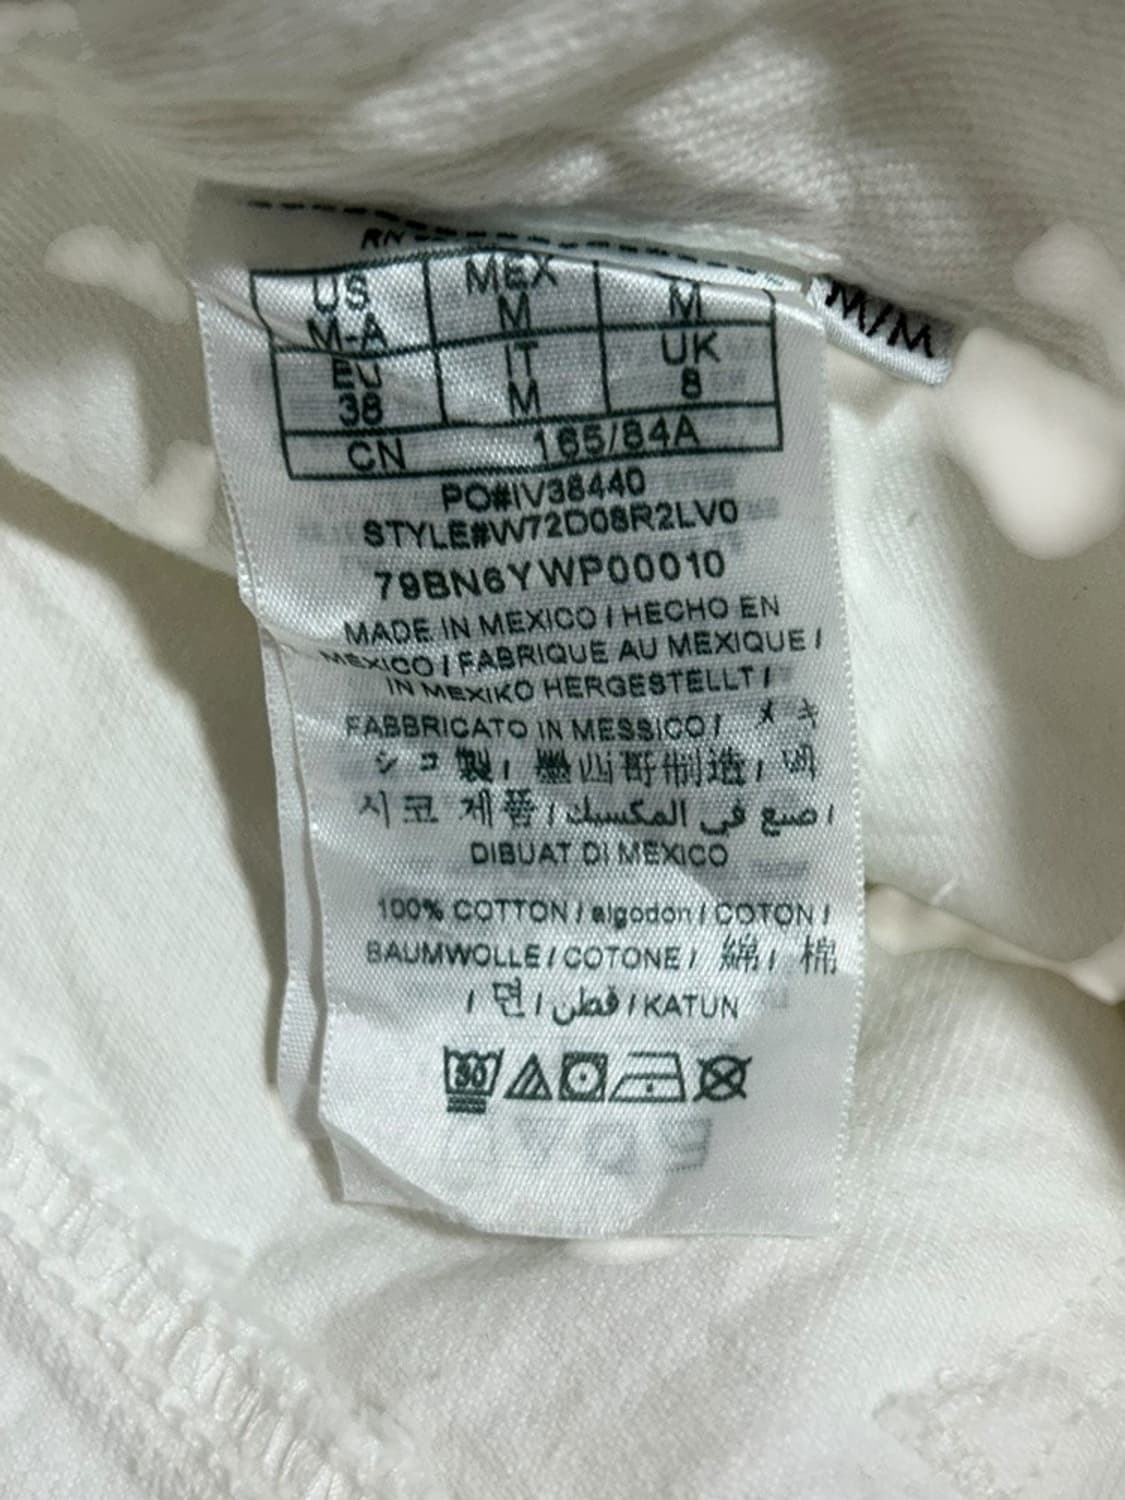 RN
M/M
US MEX
M-A M M
EU IT UK
38 M 8
CN 165/84A
PO#IV38440
STYLE#W72D08R2LV0
79BN6YWP00010
MADE IN MEXICO / HECHO EN
MEXICO / FABRIQUE AU MEXIQUE /
IN MEXIKO HERGESTELLT /
FABBRICATO IN MESSICO / メキ
シコ製 / 墨西哥制造 / 멕
시코 제품 / صنع في المكسيك /
DIBUAT DI MEXICO
100% COTTON / algodon / COTON /
BAUMWOLLE / COTONE / 綿 / 棉
/ 면 / قطن / KATUN
30